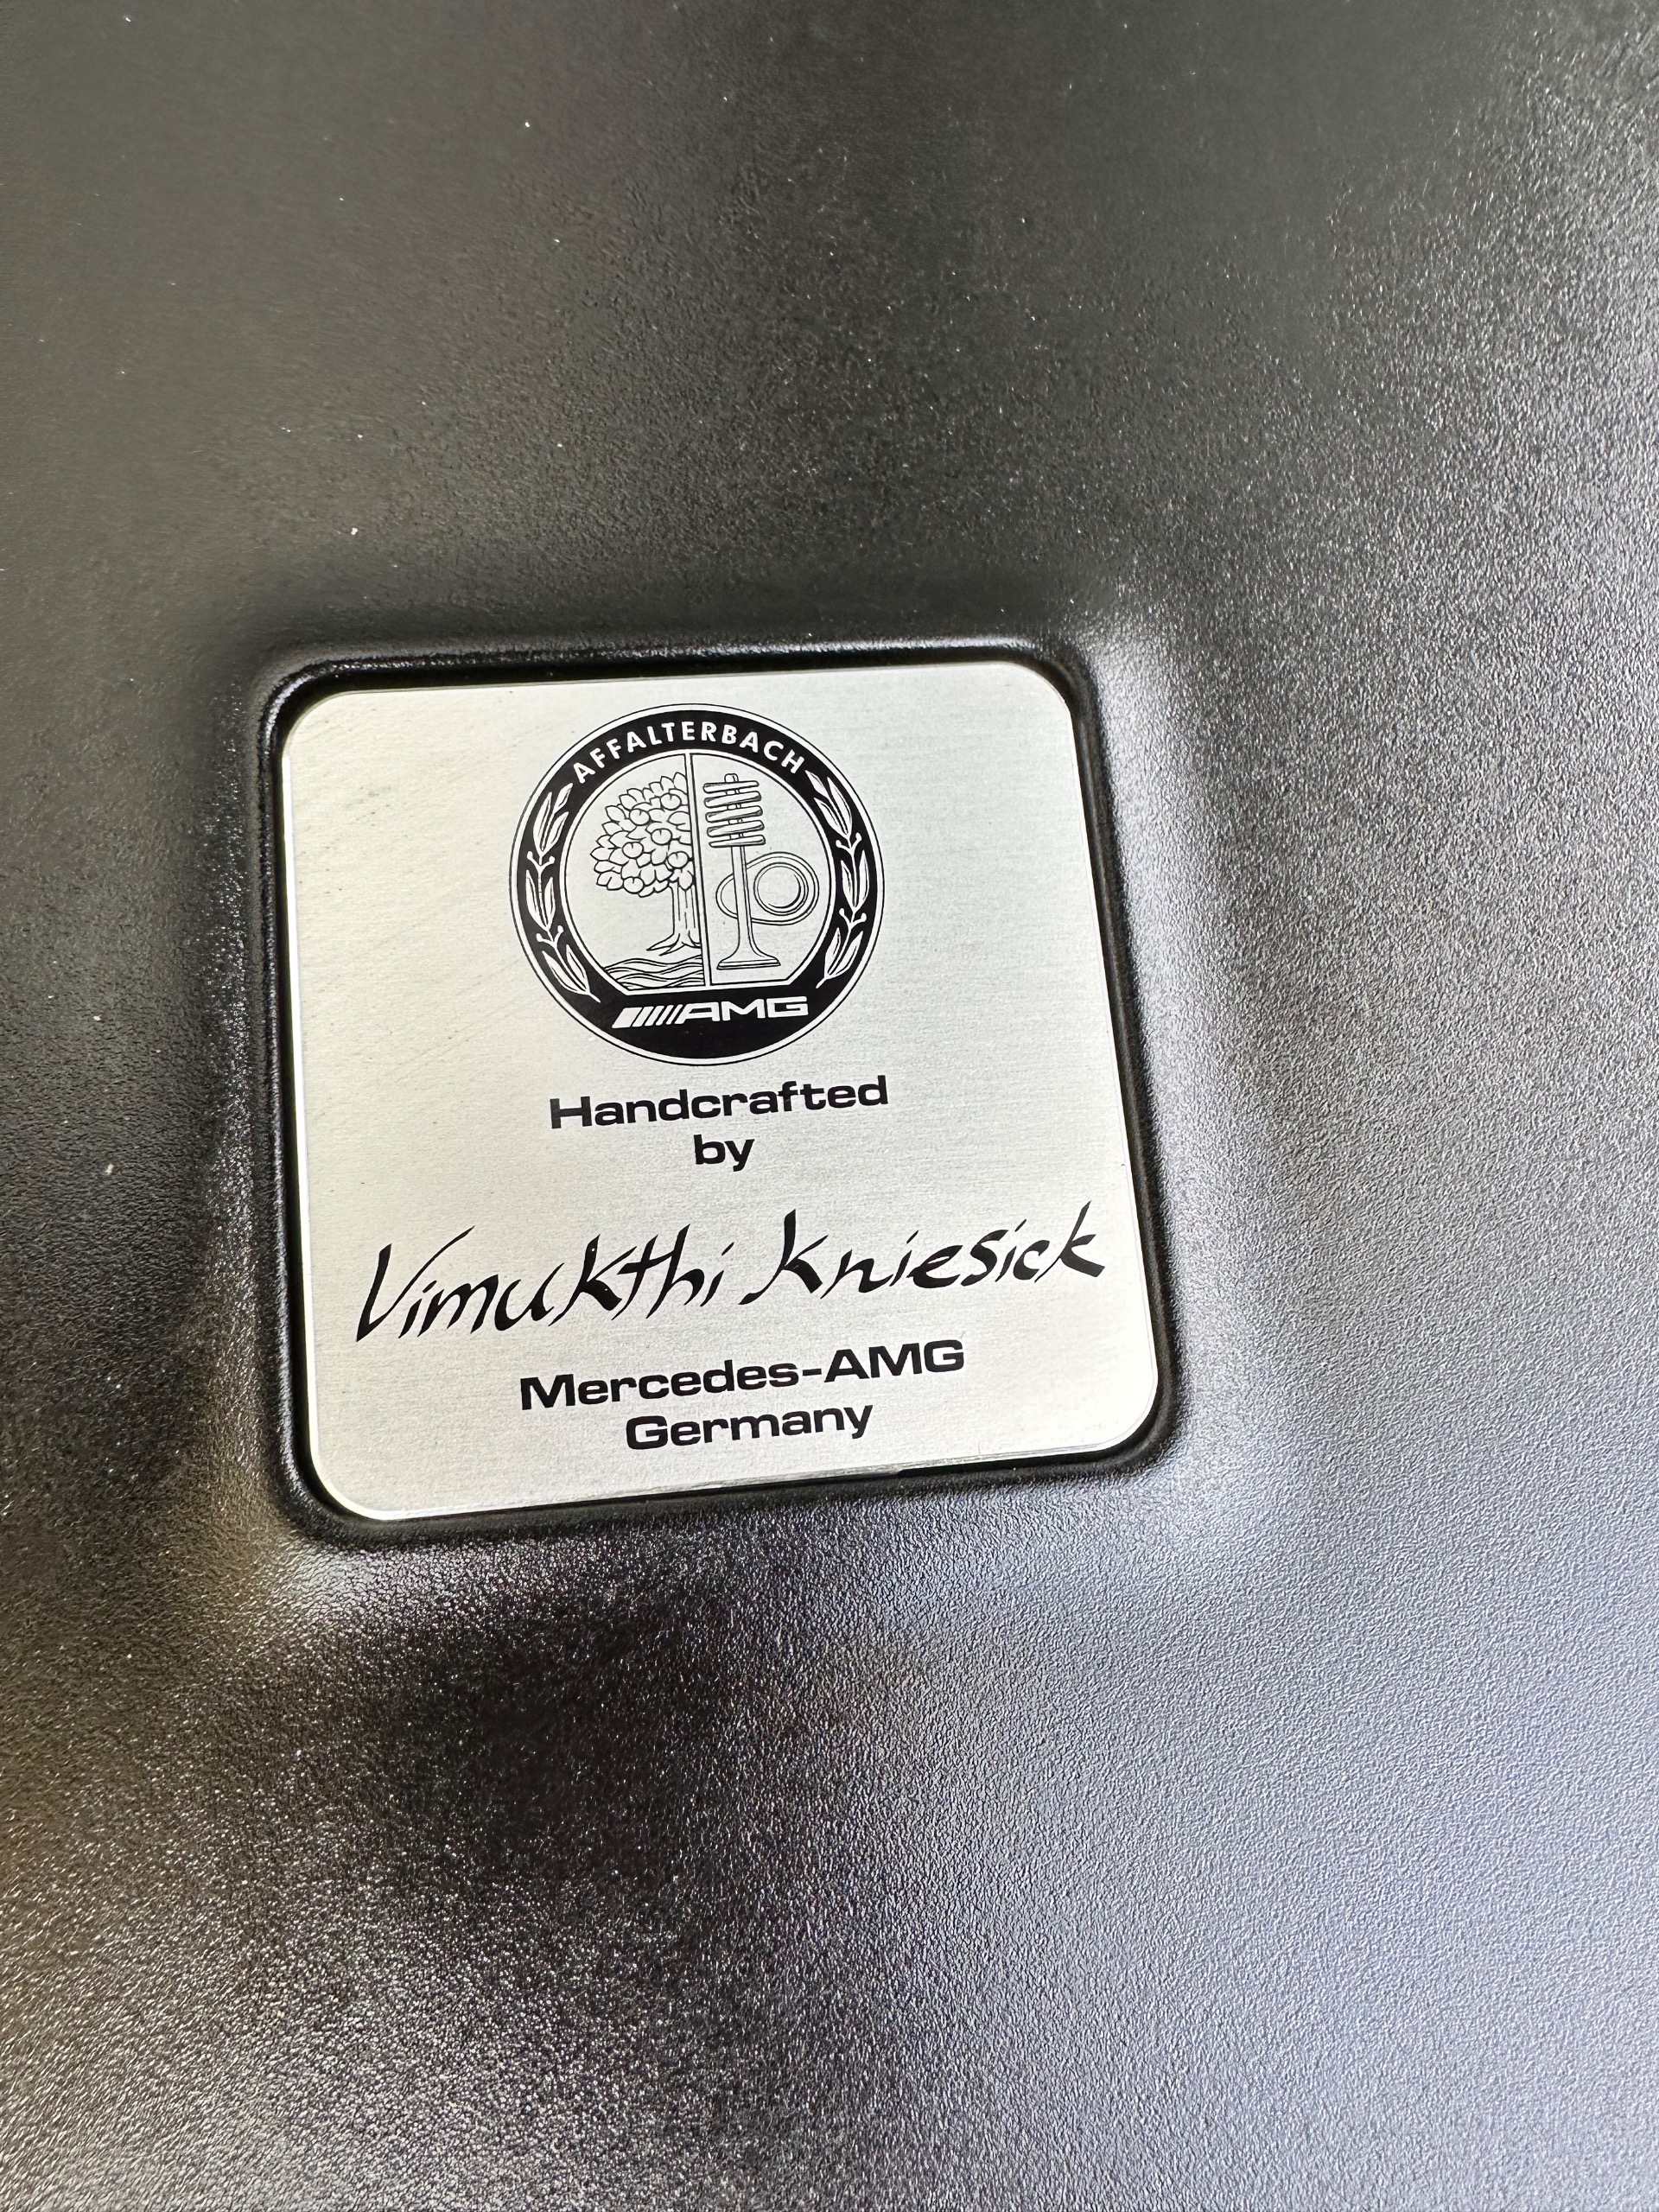 AFFALTERBACH
AMG
Handcrafted
by
Vimukthi Kniesick
Mercedes-AMG
Germany